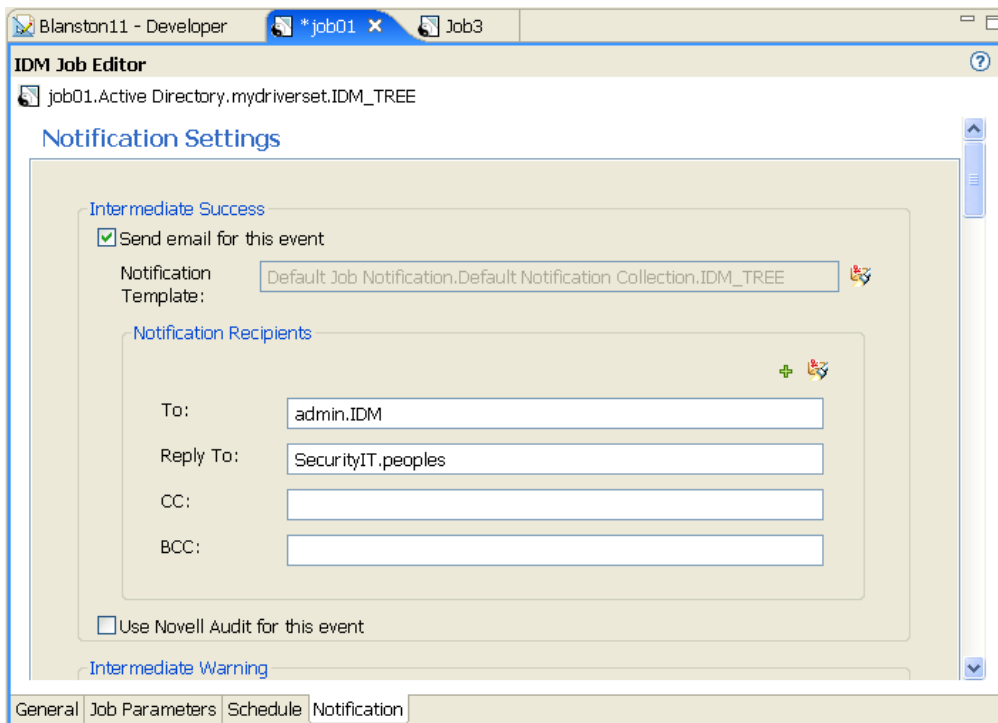 Blanston11 - Developer
*job01
Job3
IDM Job Editor
job01.Active Directory.mydriverset.IDM_TREE
Notification Settings
Intermediate Success
Send email for this event
Notification
Template:
Default Job Notification.Default Notification Collection.IDM_TREE
Notification Recipients
To:
admin.IDM
Reply To:
SecurityIT.peoples
CC:
BCC:
Use Novell Audit for this event
Intermediate Warning
General
Job Parameters
Schedule
Notification